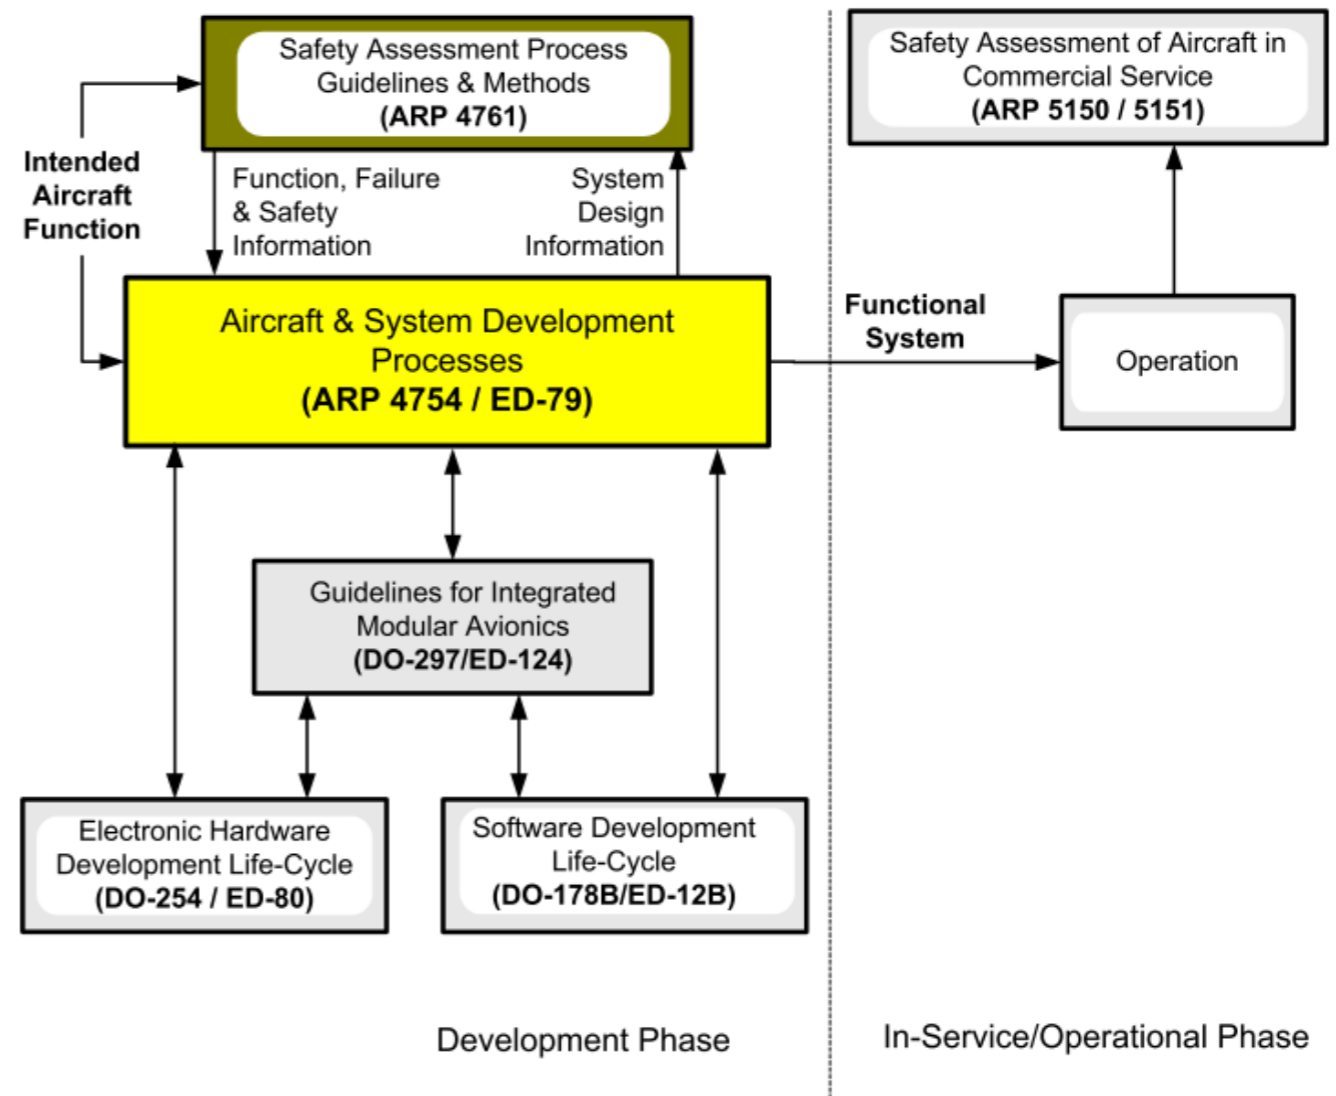 Safety Assessment Process
Guidelines & Methods
(ARP 4761)
Safety Assessment of Aircraft in
Commercial Service
(ARP 5150 / 5151)
Intended
Aircraft
Function
Function, Failure
& Safety
Information
System
Design
Information
Aircraft & System Development
Processes
(ARP 4754 / ED-79)
Functional
System
Operation
Guidelines for Integrated
Modular Avionics
(DO-297/ED-124)
Electronic Hardware
Development Life-Cycle
(DO-254 / ED-80)
Software Development
Life-Cycle
(DO-178B/ED-12B)
Development Phase
In-Service/Operational Phase